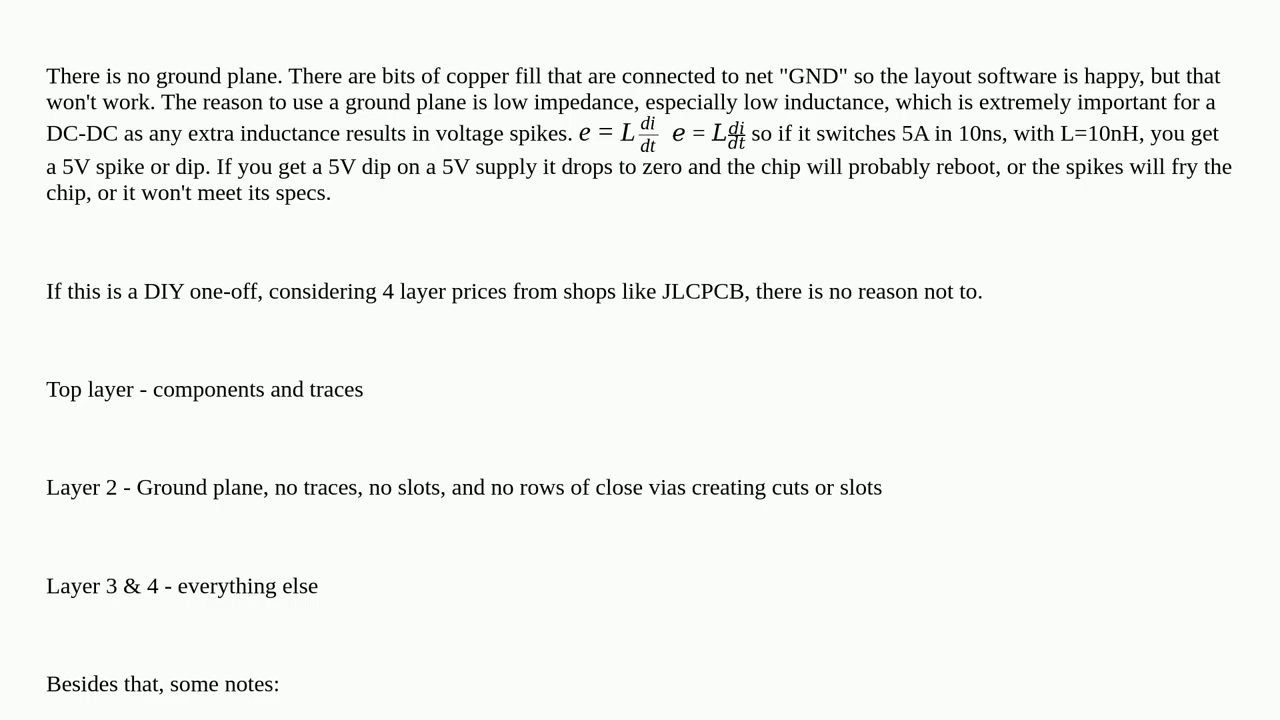 There is no ground plane. There are bits of copper fill that are connected to net "GND" so the layout software is happy, but that
won't work. The reason to use a ground plane is low impedance, especially low inductance, which is extremely important for a
DC-DC as any extra inductance results in voltage spikes. e = L di/dt e = L di/dt so if it switches 5A in 10ns, with L=10nH, you get
a 5V spike or dip. If you get a 5V dip on a 5V supply it drops to zero and the chip will probably reboot, or the spikes will fry the
chip, or it won't meet its specs.
If this is a DIY one-off, considering 4 layer prices from shops like JLCPCB, there is no reason not to.
Top layer - components and traces
Layer 2 - Ground plane, no traces, no slots, and no rows of close vias creating cuts or slots
Layer 3 & 4 - everything else
Besides that, some notes: